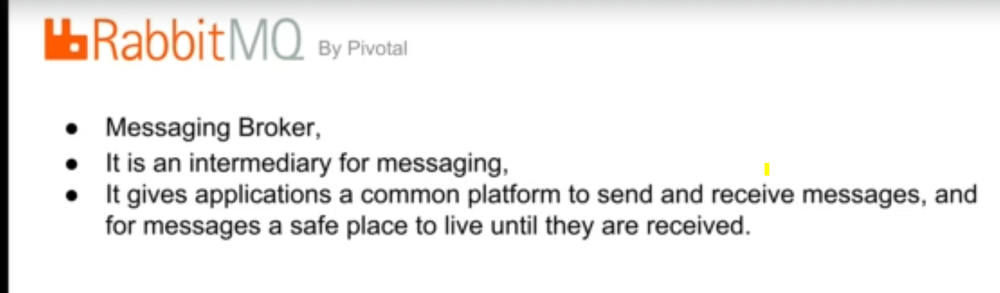 RabbitMQ By Pivotal
● Messaging Broker,
● It is an intermediary for messaging,
● It gives applications a common platform to send and receive messages, and
for messages a safe place to live until they are received.